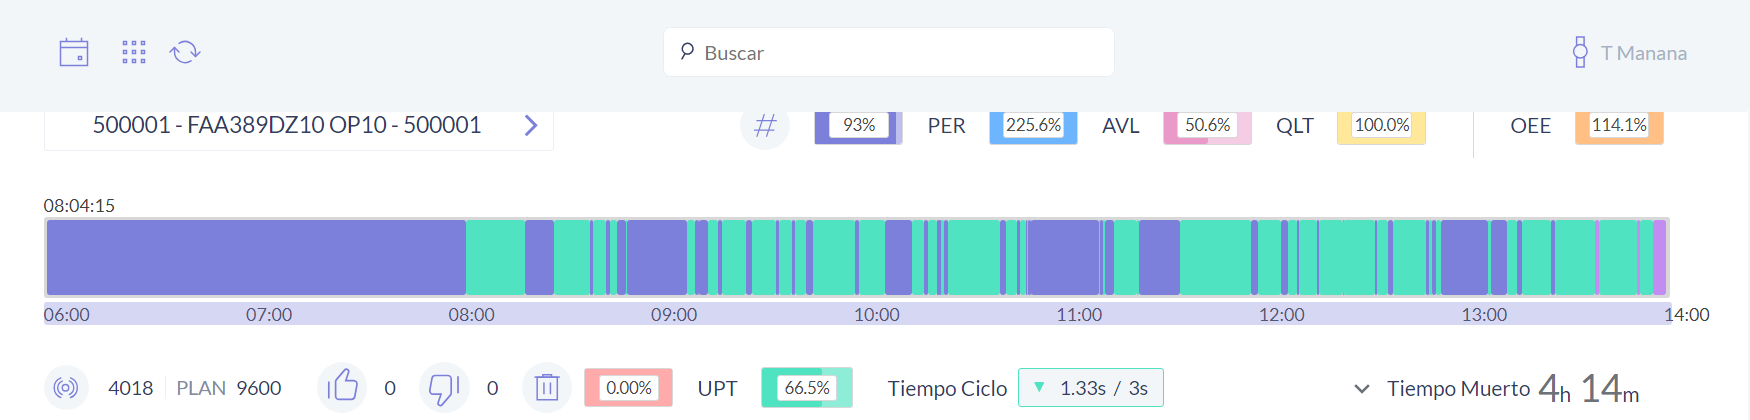 Buscar
T Manana
500001 - FAA389DZ10 OP10 - 500001
# 93% PER 225.6% AVL 50.6% QLT 100.0% OEE 114.1%
08:04:15
06:00 07:00 08:00 09:00 10:00 11:00 12:00 13:00 14:00
4018 PLAN 9600 0 0 0.00% UPT 66.5% Tiempo Ciclo ▼ 1.33s / 3s Tiempo Muerto 4h 14m